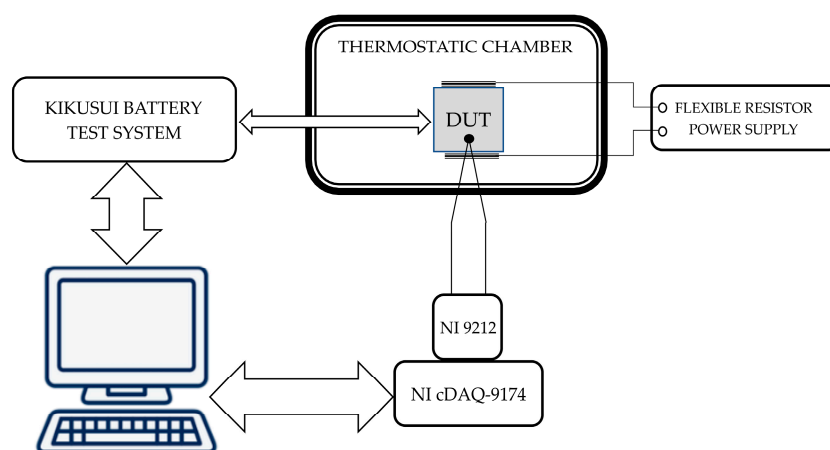 THERMOSTATIC CHAMBER
KIKUSUI BATTERY
TEST SYSTEM
DUT
FLEXIBLE RESISTOR
POWER SUPPLY
NI 9212
NI cDAQ-9174